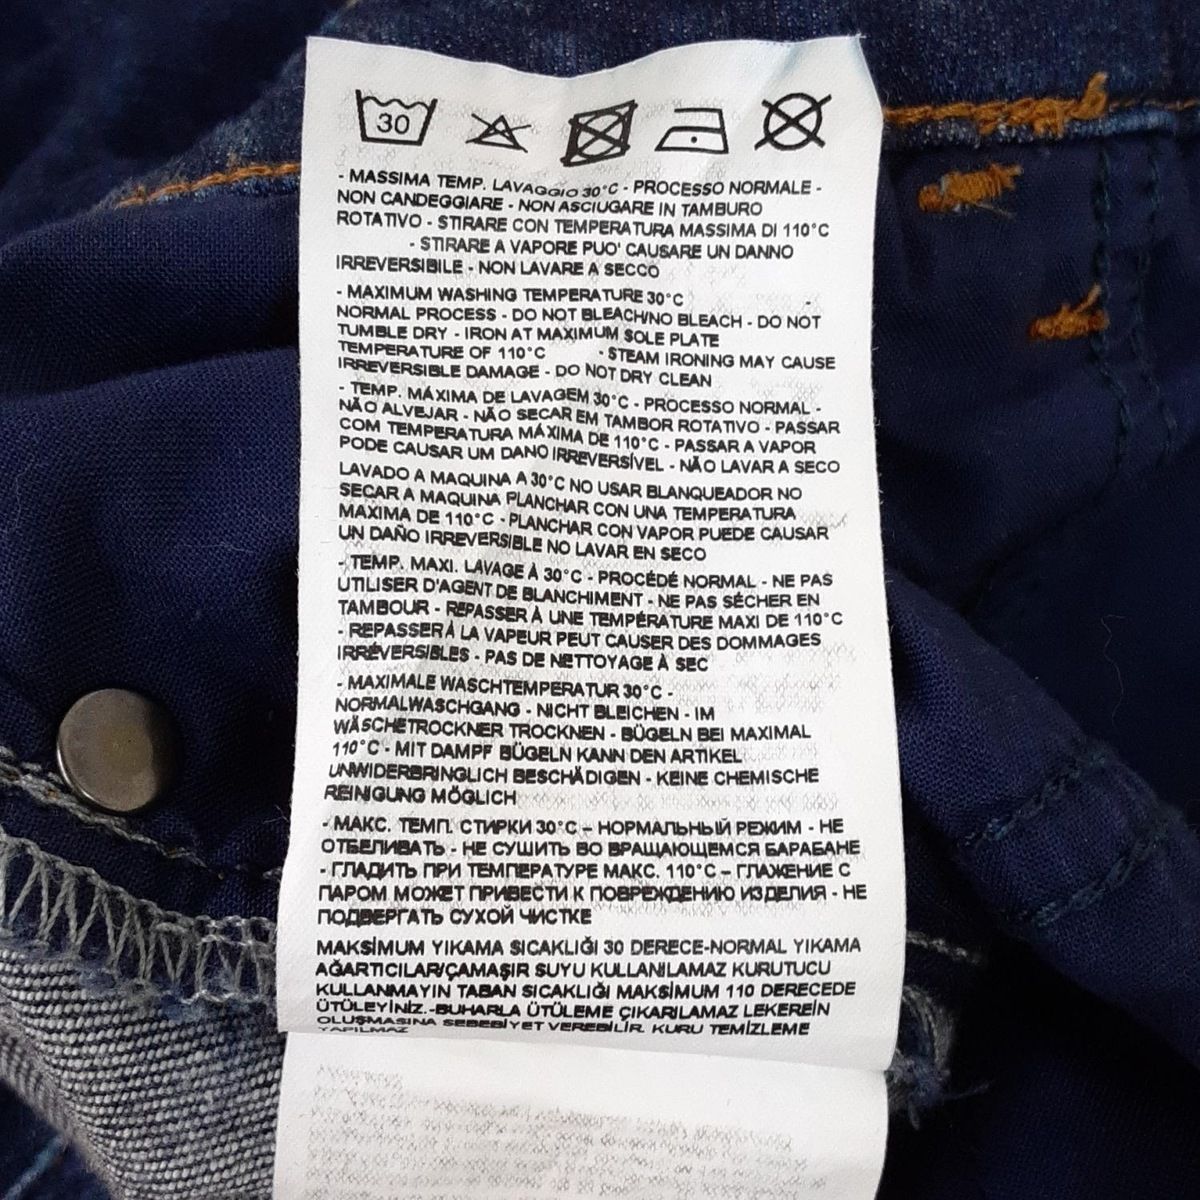 30
- MASSIMA TEMP. LAVAGGIO 30°C - PROCESSO NORMALE -
NON CANDEGGIARE - NON ASCIUGARE IN TAMBURO
ROTATIVO - STIRARE CON TEMPERATURA MASSIMA DI 110°C
- STIRARE A VAPORE PUO' CAUSARE UN DANNO
IRREVERSIBILE - NON LAVARE A SECCO
- MAXIMUM WASHING TEMPERATURE 30°C -
NORMAL PROCESS - DO NOT BLEACH/NO BLEACH - DO NOT
TUMBLE DRY - IRON AT MAXIMUM SOLE PLATE
TEMPERATURE OF 110°C - STEAM IRONING MAY CAUSE
IRREVERSIBLE DAMAGE - DO NOT DRY CLEAN
- TEMP. MÁXIMA DE LAVAGEM 30°C - PROCESSO NORMAL -
NÃO ALVEJAR - NÃO SECAR EM TAMBOR ROTATIVO - PASSAR
COM TEMPERATURA MÁXIMA DE 110°C - PASSAR A VAPOR
PODE CAUSAR UM DANO IRREVERSÍVEL - NÃO LAVAR A SECO
LAVADO A MAQUINA A 30°C NO USAR BLANQUEADOR NO
SECAR A MAQUINA PLANCHAR CON UNA TEMPERATURA
MAXIMA DE 110°C - PLANCHAR CON VAPOR PUEDE CAUSAR
UN DAÑO IRREVERSIBLE NO LAVAR EN SECO
- TEMP. MAXI. LAVAGE À 30°C - PROCÉDÉ NORMAL - NE PAS
UTILISER D'AGENT DE BLANCHIMENT - NE PAS SÉCHER EN
TAMBOUR - REPASSER À UNE TEMPÉRATURE MAXI DE 110°C
- REPASSER À LA VAPEUR PEUT CAUSER DES DOMMAGES
IRRÉVERSIBLES - PAS DE NETTOYAGE À SEC
- MAXIMALE WASCHTEMPERATUR 30°C -
NORMALWASCHGANG - NICHT BLEICHEN - IM
WÄSCHETROCKNER TROCKNEN - BÜGELN BEI MAXIMAL
110°C - MIT DAMPF BÜGELN KANN DEN ARTIKEL
UNWIDERBRINGLICH BESCHÄDIGEN - KEINE CHEMISCHE
REINIGUNG MÖGLICH
- МАКС. ТЕМП. СТИРКИ 30°C – НОРМАЛЬНЫЙ РЕЖИМ - НЕ
ОТБЕЛИВАТЬ - НЕ СУШИТЬ ВО ВРАЩАЮЩЕМСЯ БАРАБАНЕ
- ГЛАДИТЬ ПРИ ТЕМПЕРАТУРЕ МАКС. 110°C – ГЛАЖЕНИЕ С
ПАРОМ МОЖЕТ ПРИВЕСТИ К ПОВРЕЖДЕНИЮ ИЗДЕЛИЯ - НЕ
ПОДВЕРГАТЬ СУХОЙ ЧИСТКЕ
MAKSİMUM YIKAMA SICAKLIĞI 30 DERECE-NORMAL YIKAMA
AĞARTICILAR/ÇAMAŞIR SUYU KULLANILAMAZ KURUTUCU
KULLANMAYIN TABAN SICAKLIĞI MAKSİMUM 110 DERECEDE
ÜTÜLEYİNİZ.-BUHARLA ÜTÜLEME ÇIKARILAMAZ LEKEREIN
OLUŞMASINA SEBEBİYET VEREBİLİR. KURU TEMİZLEME
YAPILMAZ